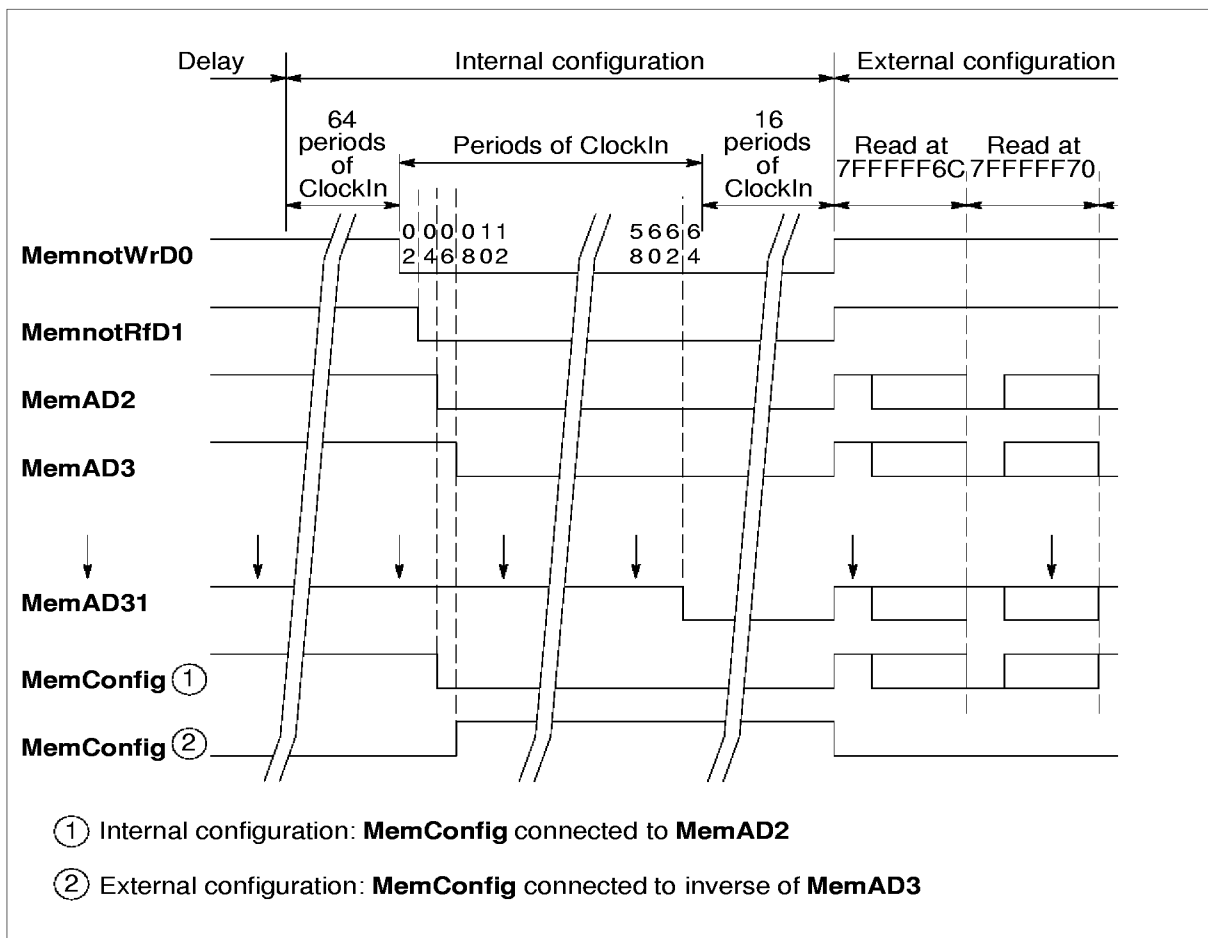 Delay Internal configuration External configuration
64 periods of ClockIn
Periods of ClockIn
16 periods of ClockIn
Read at 7FFFFF6C
Read at 7FFFFF70
0 0 0 0 1 1 5 6 6 6
2 4 6 8 0 2 8 0 2 4
MemnotWrD0
MemnotRfD1
MemAD2
MemAD3
MemAD31
MemConfig 1
MemConfig 2
1 Internal configuration: MemConfig connected to MemAD2
2 External configuration: MemConfig connected to inverse of MemAD3